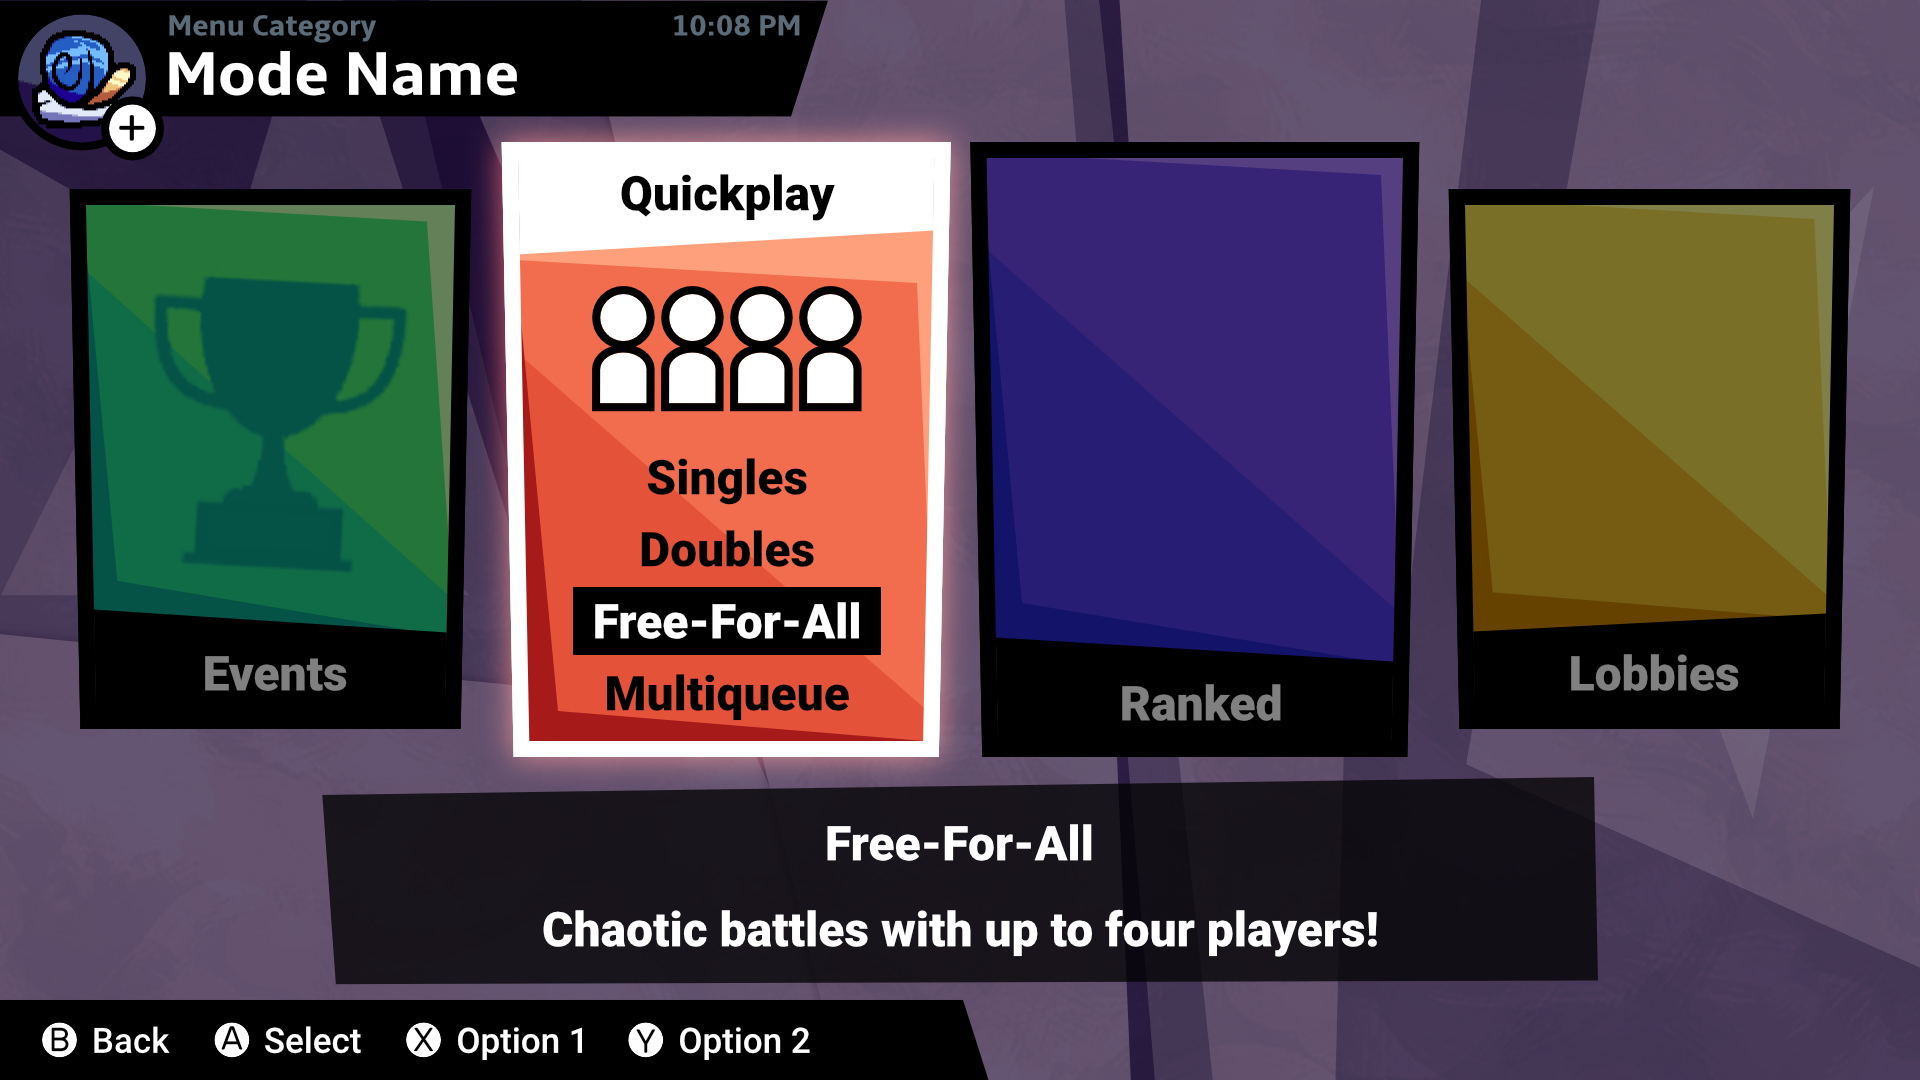 Menu Category
10:08 PM
Mode Name
Quickplay
Singles
Doubles
Free-For-All
Multiqueue
Events
Ranked
Lobbies
Free-For-All
Chaotic battles with up to four players!
B Back
A Select
X Option 1
Y Option 2